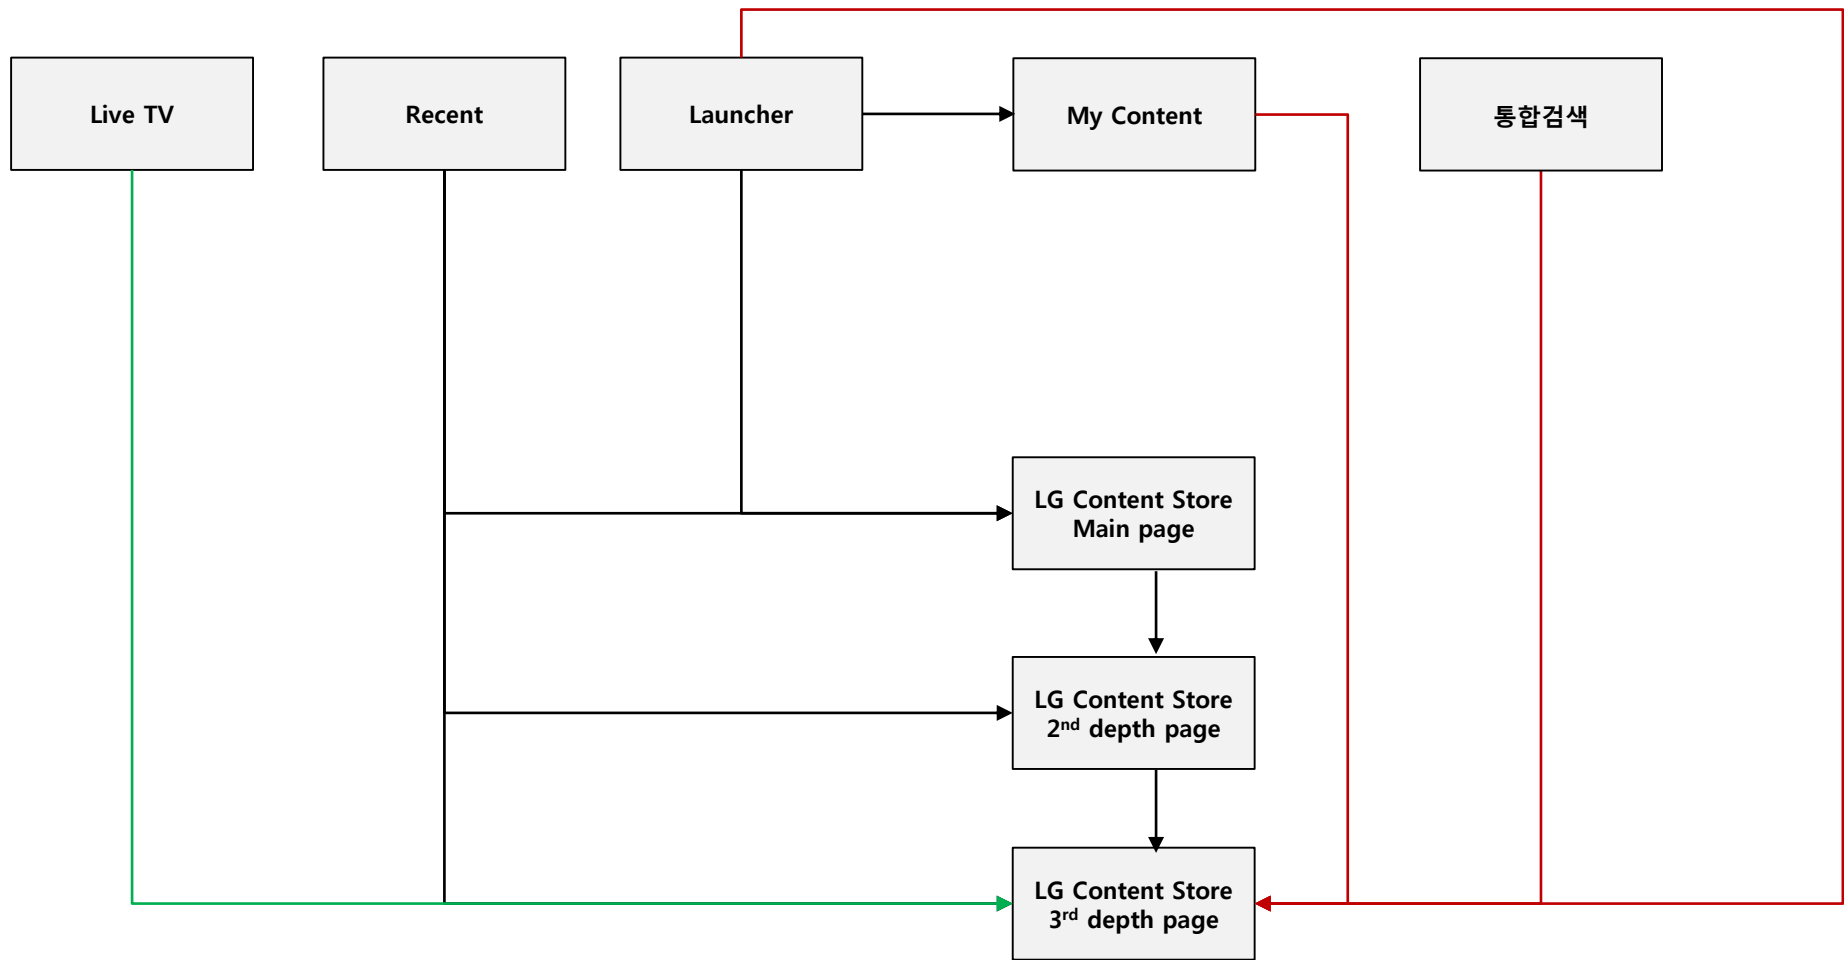 Live TV
Recent
Launcher
My Content
통합검색
LG Content Store
Main page
LG Content Store
2nd depth page
LG Content Store
3rd depth page